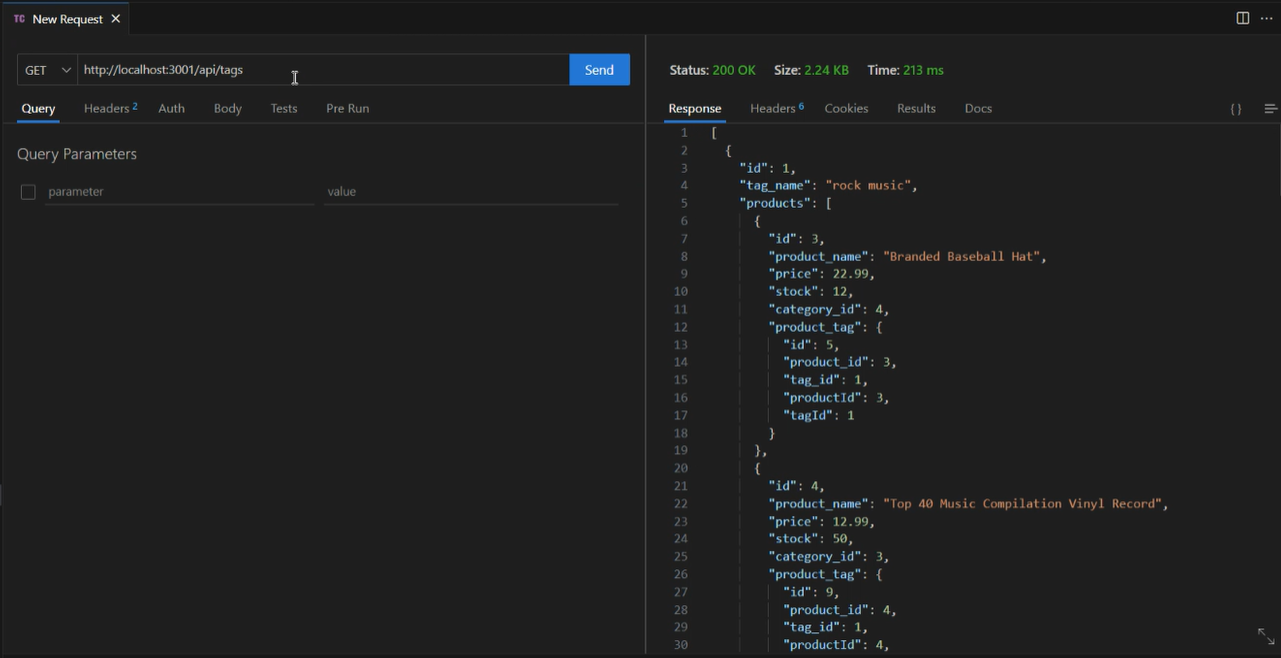 TC New Request ×
GET http://localhost:3001/api/tags Send
Query Headers 2 Auth Body Tests Pre Run
Query Parameters
parameter value
Status: 200 OK Size: 2.24 KB Time: 213 ms
Response Headers 6 Cookies Results Docs { }
1 [
2 {
3 "id": 1,
4 "tag_name": "rock music",
5 "products": [
6 {
7 "id": 3,
8 "product_name": "Branded Baseball Hat",
9 "price": 22.99,
10 "stock": 12,
11 "category_id": 4,
12 "product_tag": {
13 "id": 5,
14 "product_id": 3,
15 "tag_id": 1,
16 "productId": 3,
17 "tagId": 1
18 }
19 },
20 {
21 "id": 4,
22 "product_name": "Top 40 Music Compilation Vinyl Record",
23 "price": 12.99,
24 "stock": 50,
25 "category_id": 3,
26 "product_tag": {
27 "id": 9,
28 "product_id": 4,
29 "tag_id": 1,
30 "productId": 4,